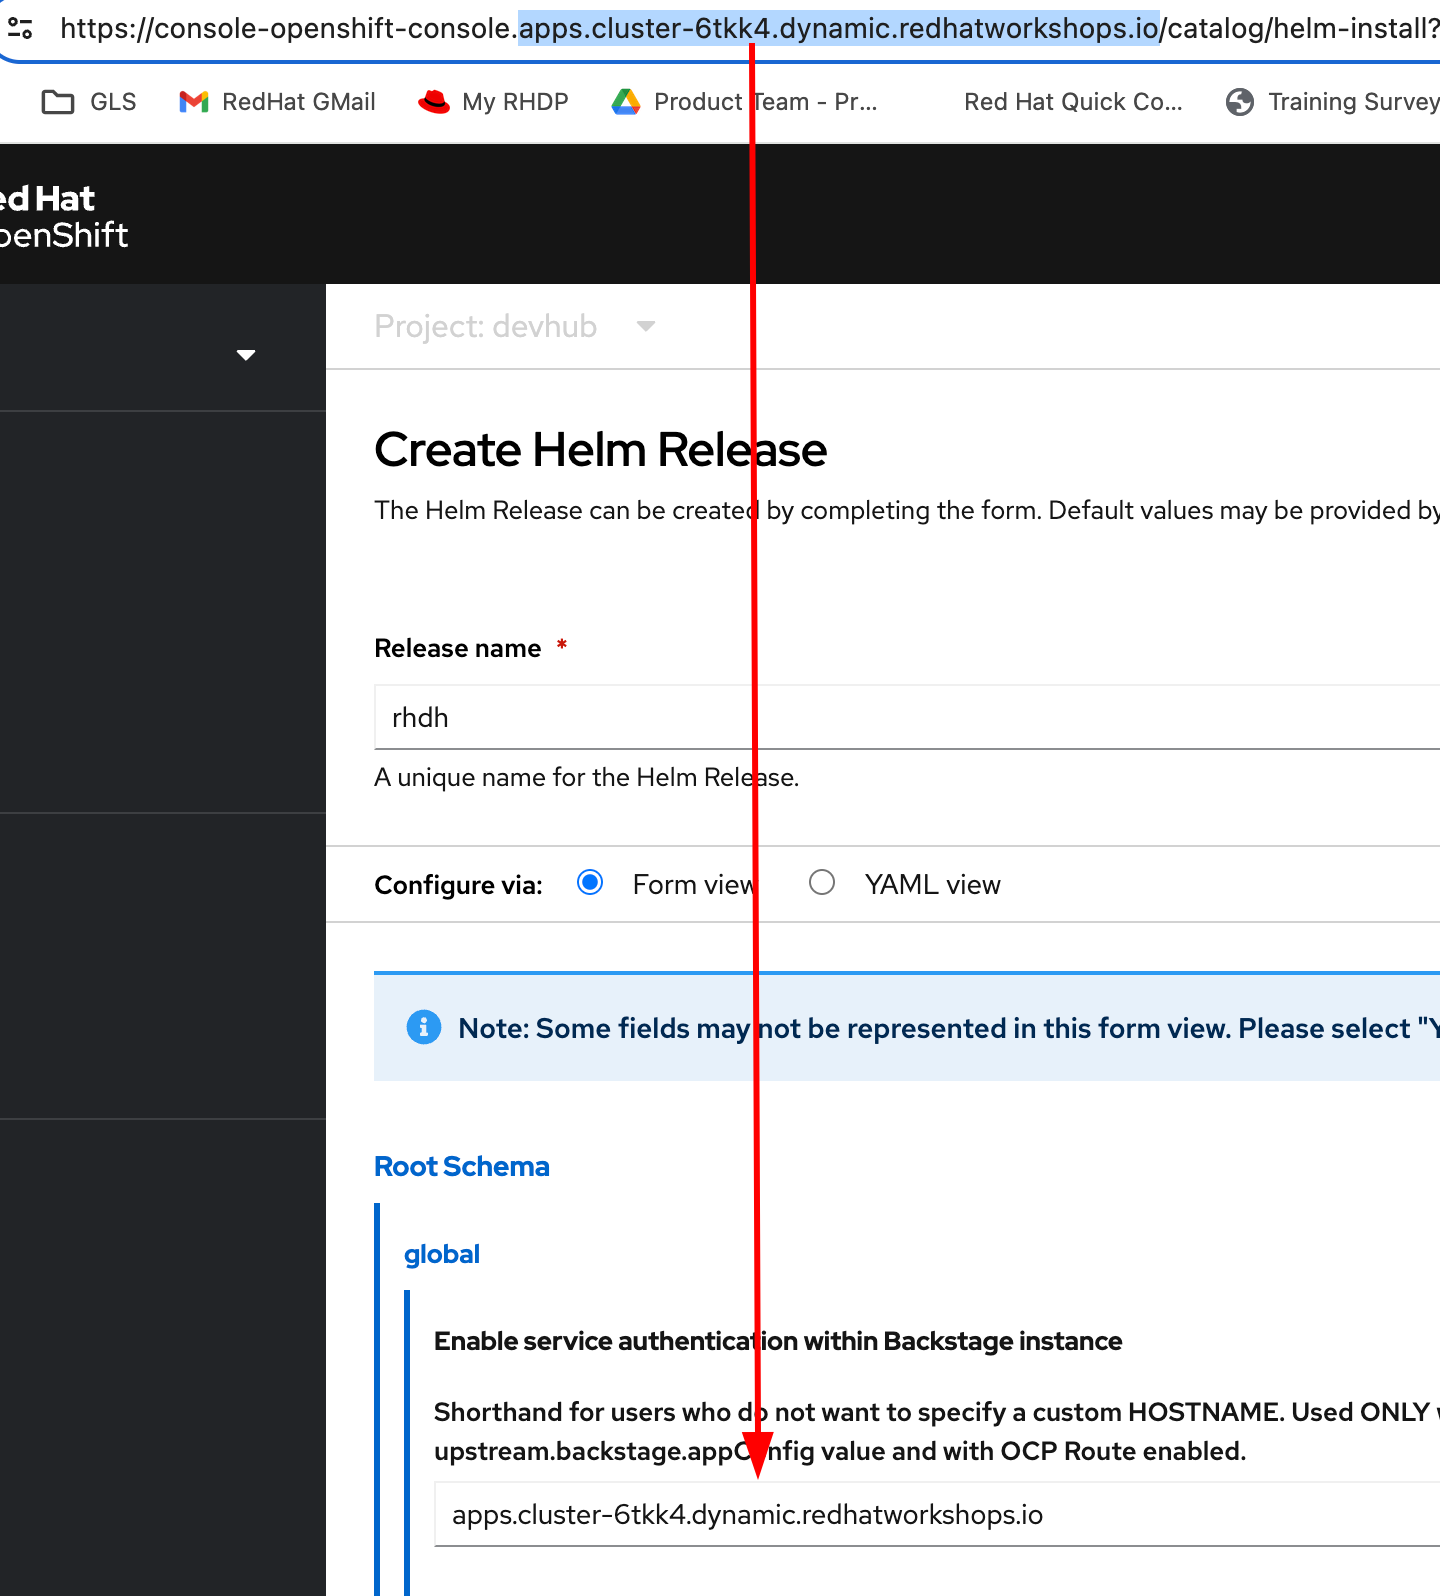 https://console-openshift-console.apps.cluster-6tkk4.dynamic.redhatworkshops.io/catalog/helm-install?
GLS RedHat GMail My RHDP Product Team - Pr... Red Hat Quick Co... Training Survey
ed Hat
penShift
Project: devhub
Create Helm Release
The Helm Release can be created by completing the form. Default values may be provided by
Release name *
rhdh
A unique name for the Helm Release.
Configure via: Form view YAML view
Note: Some fields may not be represented in this form view. Please select "Y
Root Schema
global
Enable service authentication within Backstage instance
Shorthand for users who do not want to specify a custom HOSTNAME. Used ONLY
upstream.backstage.appConfig value and with OCP Route enabled.
apps.cluster-6tkk4.dynamic.redhatworkshops.io